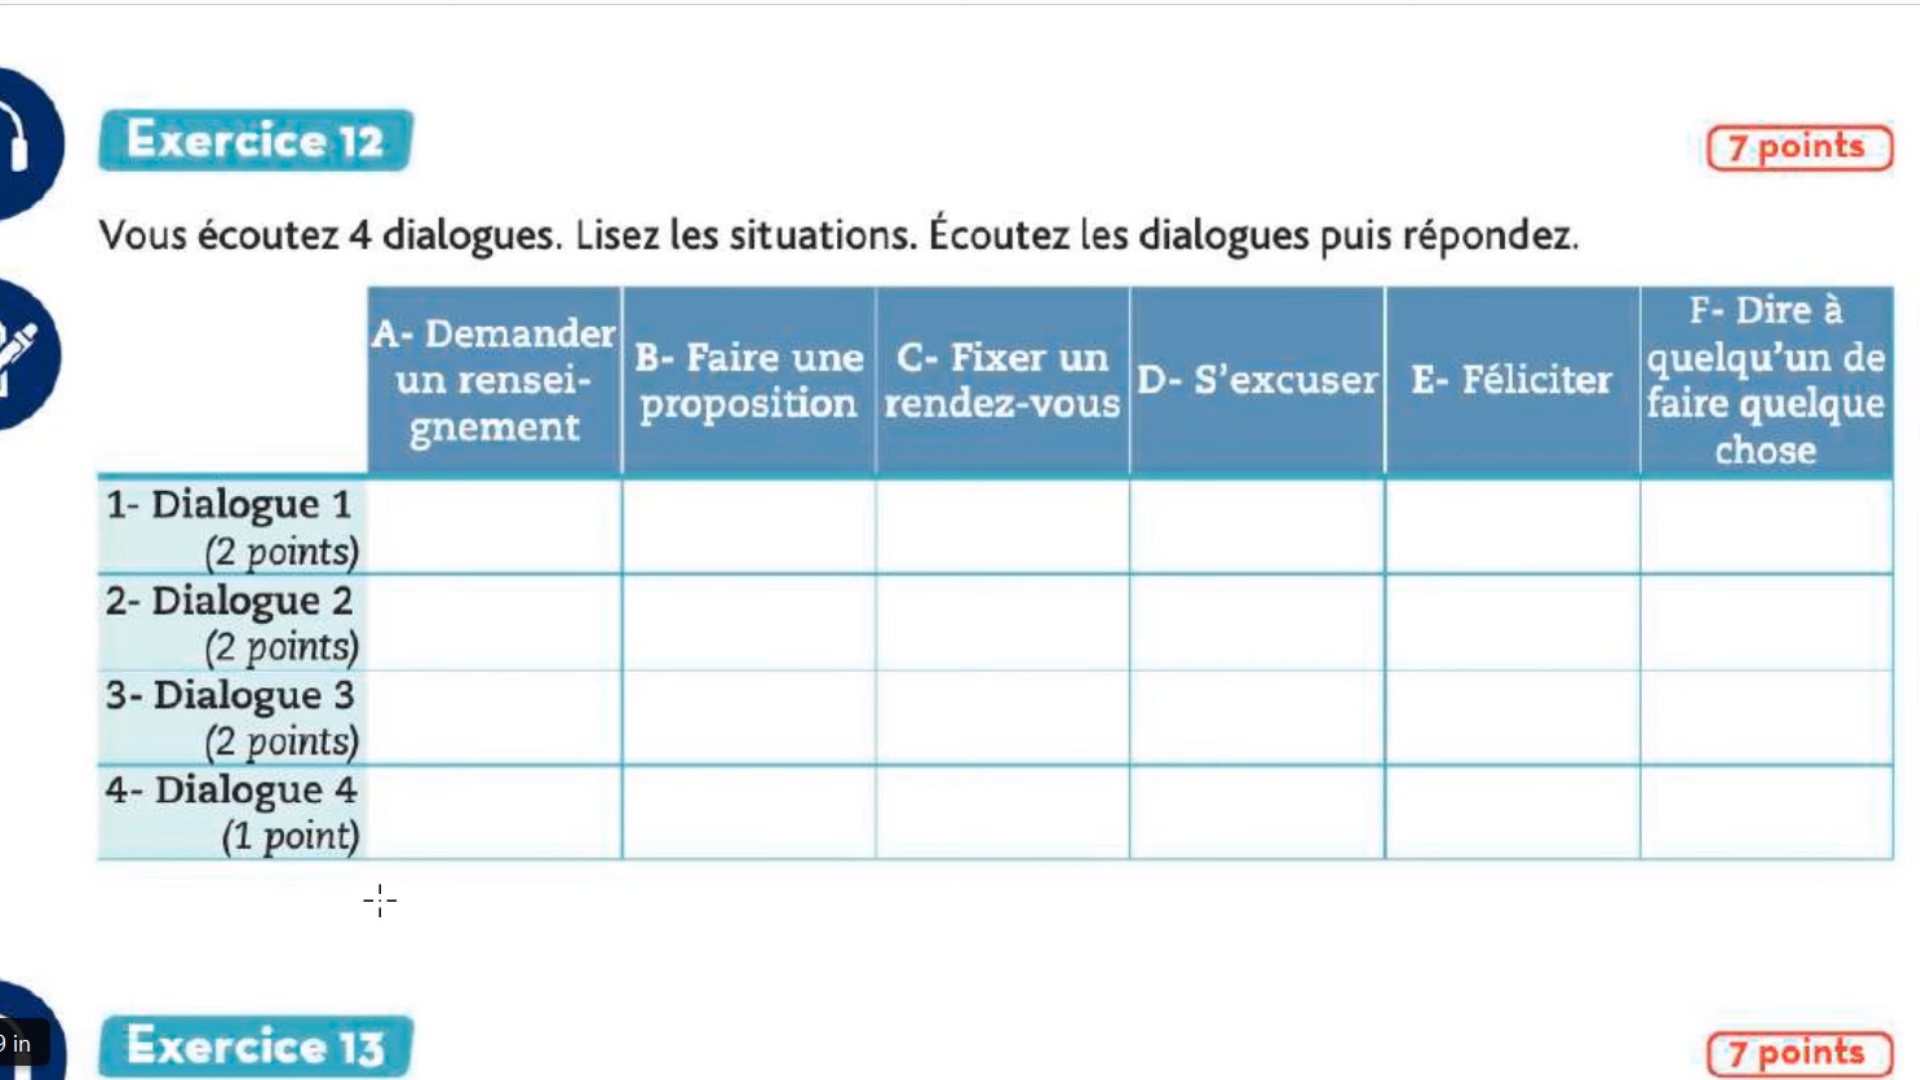 Exercice 12
7 points
Vous écoutez 4 dialogues. Lisez les situations. Écoutez les dialogues puis répondez.
A- Demander
un rensei-
gnement
B- Faire une
proposition
C- Fixer un
rendez-vous
D- S'excuser
E- Féliciter
F- Dire à
quelqu'un de
faire quelque
chose
1- Dialogue 1
(2 points)
2- Dialogue 2
(2 points)
3- Dialogue 3
(2 points)
4- Dialogue 4
(1 point)
9 in
Exercice 13
7 points